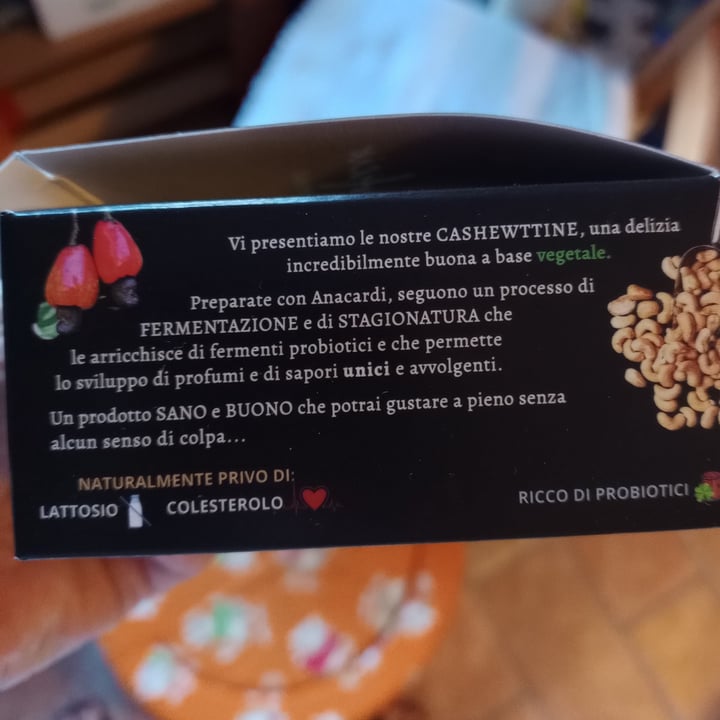 Vi presentiamo le nostre CASHEWTTINE, una delizia
incredibilmente buona a base vegetale.
Preparate con Anacardi, seguono un processo di
FERMENTAZIONE e di STAGIONATURA che
le arricchisce di fermenti probiotici e che permette
lo sviluppo di profumi e di sapori unici e avvolgenti.
Un prodotto SANO e BUONO che potrai gustare a pieno senza
alcun senso di colpa...
NATURALMENTE PRIVO DI:
LATTOSIO COLESTEROLO
RICCO DI PROBIOTICI